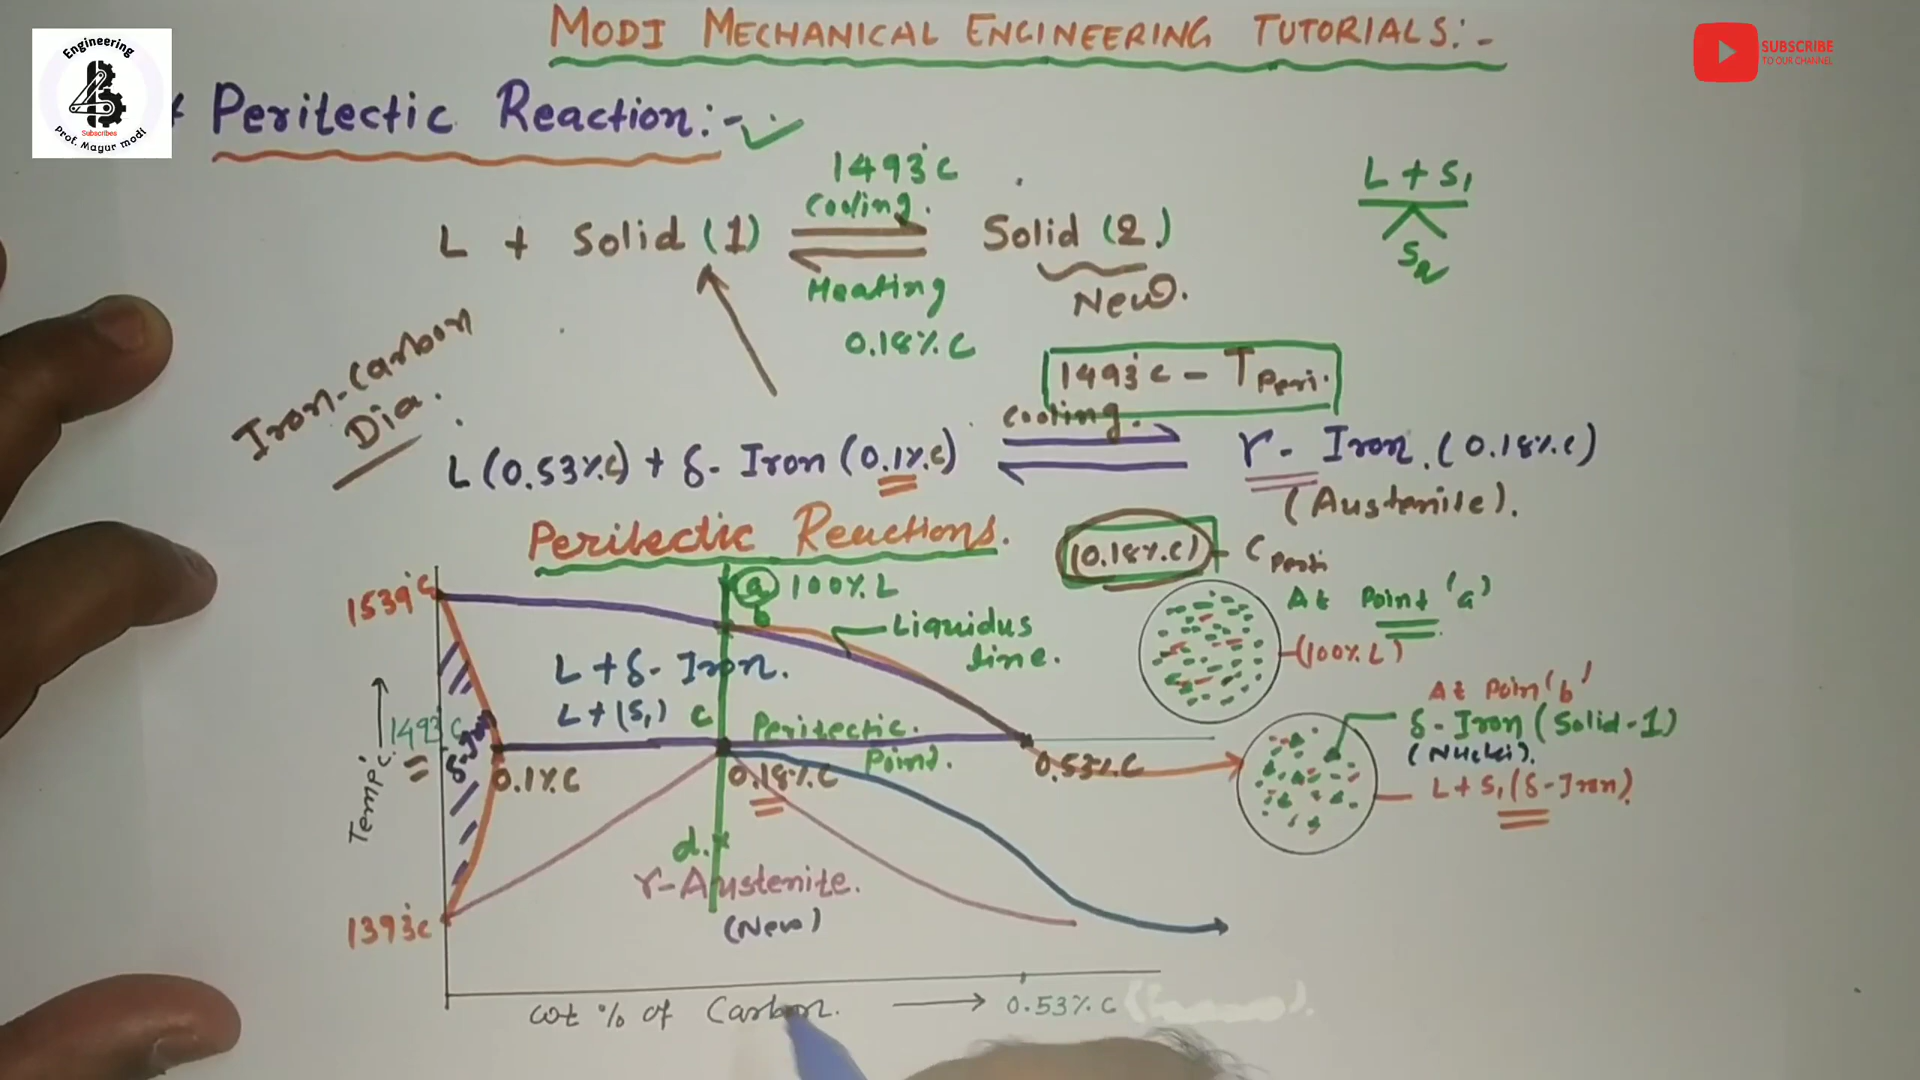 MODI MECHANICAL ENGINEERING TUTORIALS:-
Engineering
Subscribes
Prof. Mayur modi
SUBSCRIBE
TO OUR CHANNEL
* Peritectic Reaction:-
1493°C
Cooling.
L + Solid (1) Solid (2)
Heating
0.18%.C
New.
L + S1
S2
Iron-Carbon
Dia.
1493°C - TPeri.
Cooling.
L(0.53%.C) + δ- Iron (0.1%.C) γ- Iron.(0.18%.C)
(Austenite).
Peritectic Reactions.
(0.18%.C) - CPeri
1539°C
a 100%.L
b
Liquidus
line.
At Point 'a'
(100%.L)
L+δ-Iron.
L+(S1)
C
Peritectic.
Point.
At Poin'b'
δ-Iron (Solid-1)
(Nuclei).
L+S1(δ-Iron)
1493°C
δ-Iron
0.1%.C
0.18%.C
0.53%.C
Temp°C
d.
γ-Austenite.
(New)
1393°C
wt % of Carbon.
0.53%.C